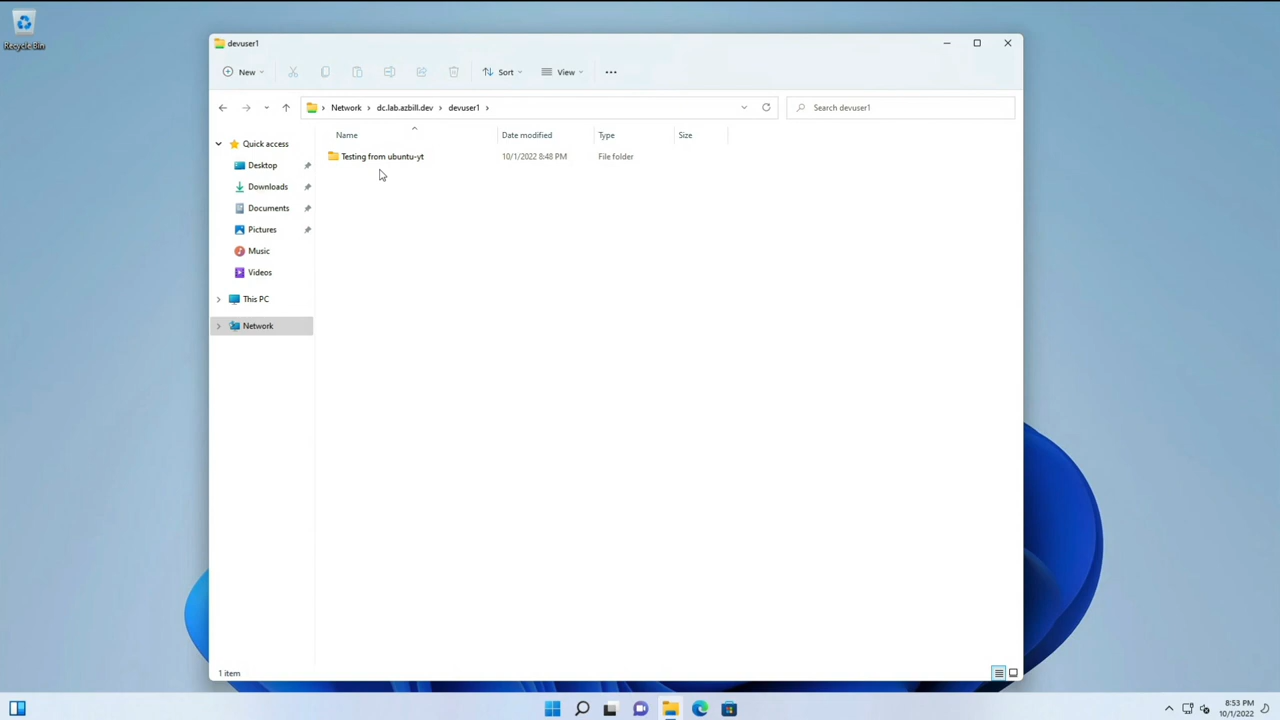 Recycle Bin
devuser1
New
Sort
View
Network
dc.lab.azbill.dev
devuser1
Search devuser1
Quick access
Desktop
Downloads
Documents
Pictures
Music
Videos
This PC
Network
Name
Date modified
Type
Size
Testing from ubuntu-yt
10/1/2022 8:48 PM
File folder
1 item
8:53 PM
10/1/2022